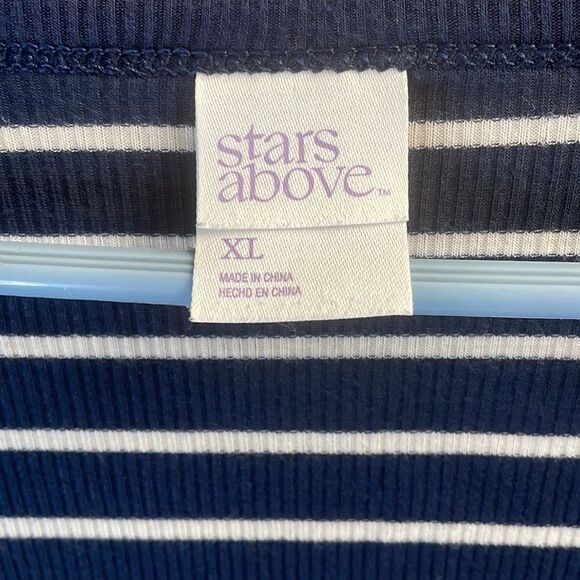 stars
above™
XL
MADE IN CHINA
HECHO EN CHINA